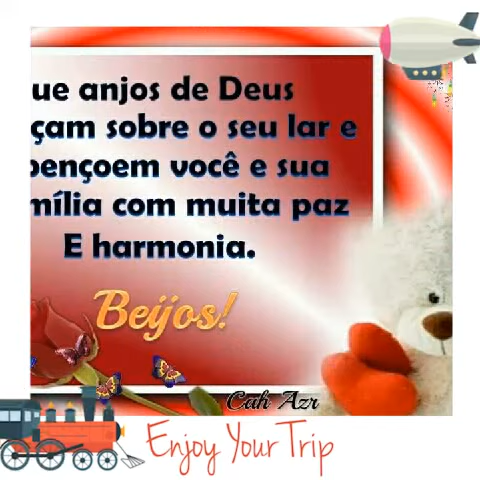 ue anjos de Deus
çam sobre o seu lar e
bençoem você e sua
mília com muita paz
E harmonia.
Beijos!
Cah Azr
Enjoy Your Trip